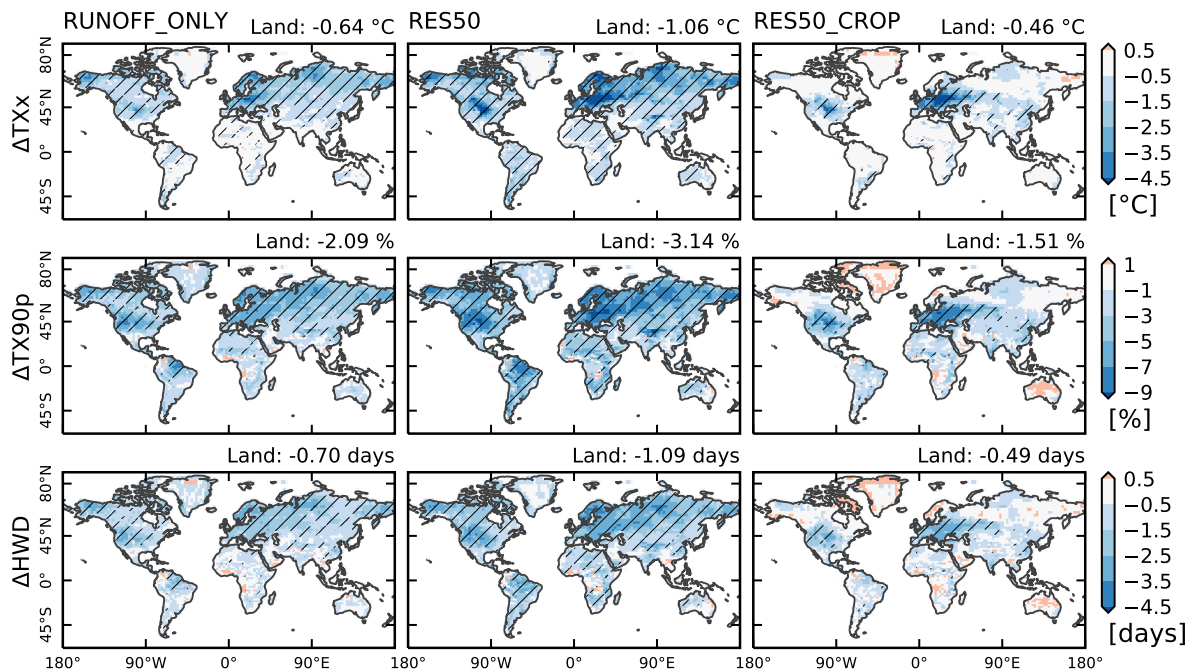 RUNOFF_ONLY Land: -0.64 °C RES50 Land: -1.06 °C RES50_CROP Land: -0.46 °C
ΔTXx
80°N
45°N
0°
45°S
0.5
−0.5
−1.5
−2.5
−3.5
−4.5
[°C]
Land: -2.09 % Land: -3.14 % Land: -1.51 %
ΔTX90p
80°N
45°N
0°
45°S
1
−1
−3
−5
−7
−9
[%]
Land: -0.70 days Land: -1.09 days Land: -0.49 days
ΔHWD
80°N
45°N
0°
45°S
0.5
−0.5
−1.5
−2.5
−3.5
−4.5
[days]
180° 90°W 0° 90°E 180° 90°W 0° 90°E 180° 90°W 0° 90°E 180°